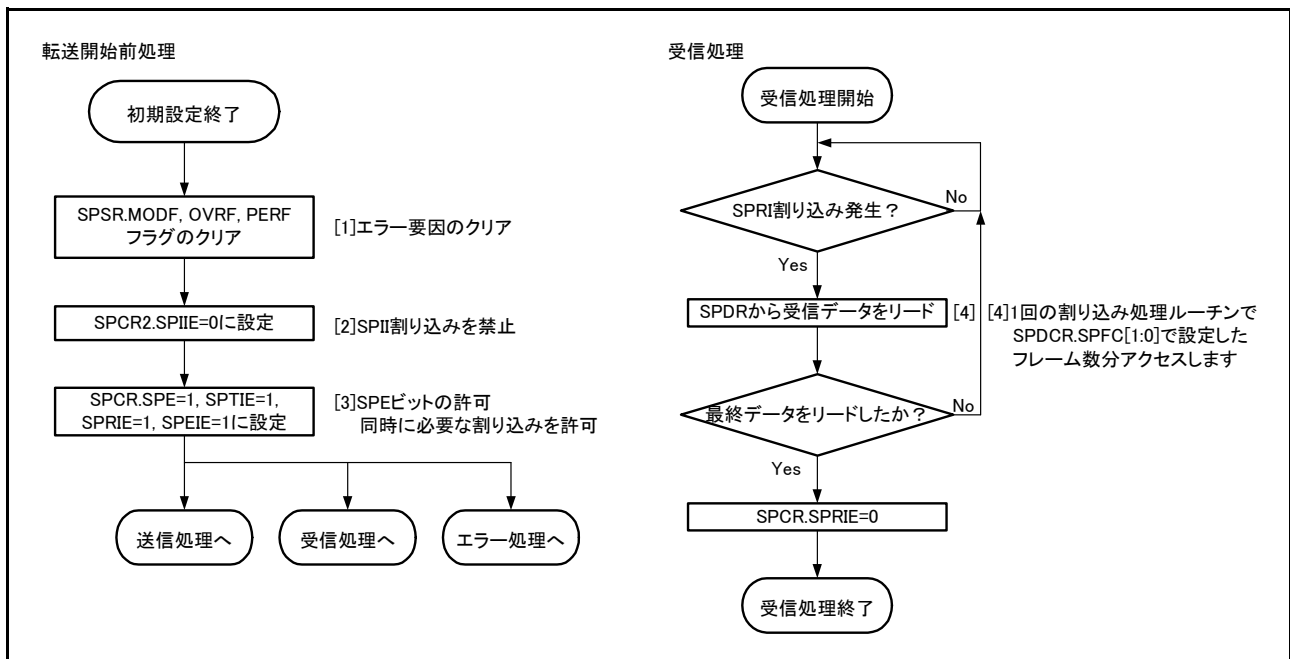 転送開始前処理
初期設定終了
SPSR.MODF, OVRF, PERF
フラグのクリア
[1]エラー要因のクリア
SPCR2.SPIIE=0に設定
[2]SPII割り込みを禁止
SPCR.SPE=1, SPTIE=1,
SPRIE=1, SPEIE=1に設定
[3]SPEビットの許可
同時に必要な割り込みを許可
送信処理へ
受信処理へ
エラー処理へ
受信処理
受信処理開始
SPRI割り込み発生？
No
Yes
SPDRから受信データをリード
[4]
[4]1回の割り込み処理ルーチンで
SPDCR.SPFC[1:0]で設定した
フレーム数分アクセスします
最終データをリードしたか？
No
Yes
SPCR.SPRIE=0
受信処理終了